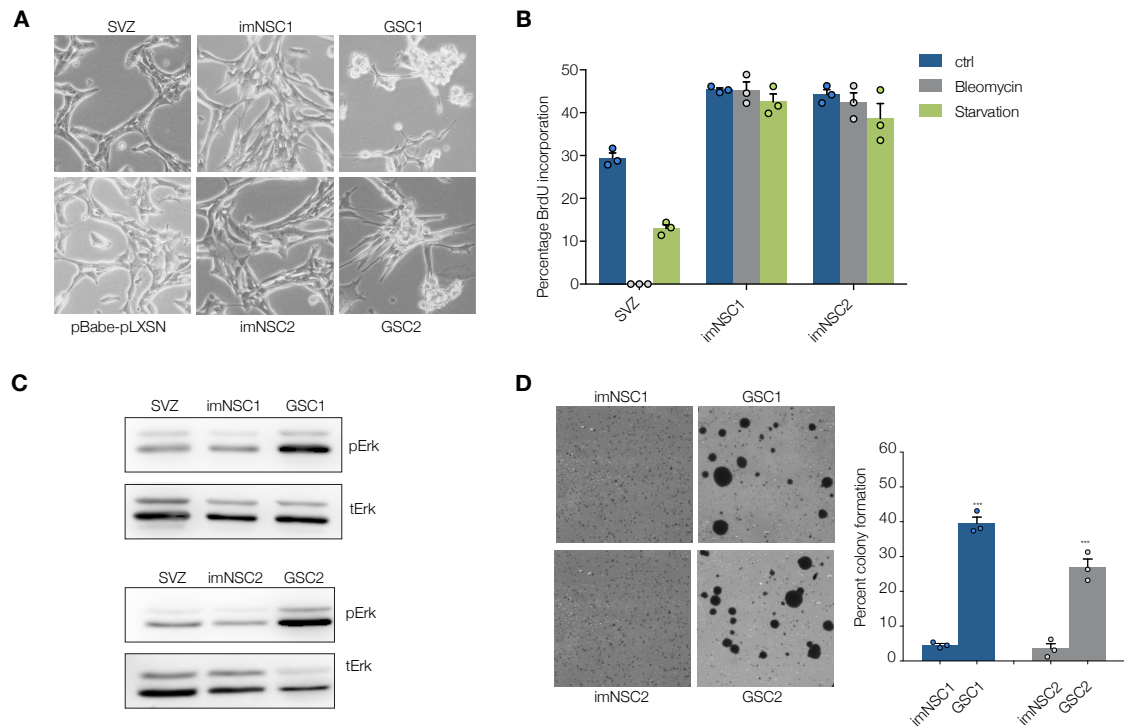 A
SVZ
imNSC1
GSC1
pBabe-pLXSN
imNSC2
GSC2
B
ctrl
Bleomycin
Starvation
Percentage BrdU incorporation
50
40
30
20
10
0
SVZ
imNSC1
imNSC2
C
SVZ
imNSC1
GSC1
pErk
tErk
SVZ
imNSC2
GSC2
pErk
tErk
D
imNSC1
GSC1
imNSC2
GSC2
Percent colony formation
60
40
30
20
10
0
***
***
imNSC1
GSC1
imNSC2
GSC2